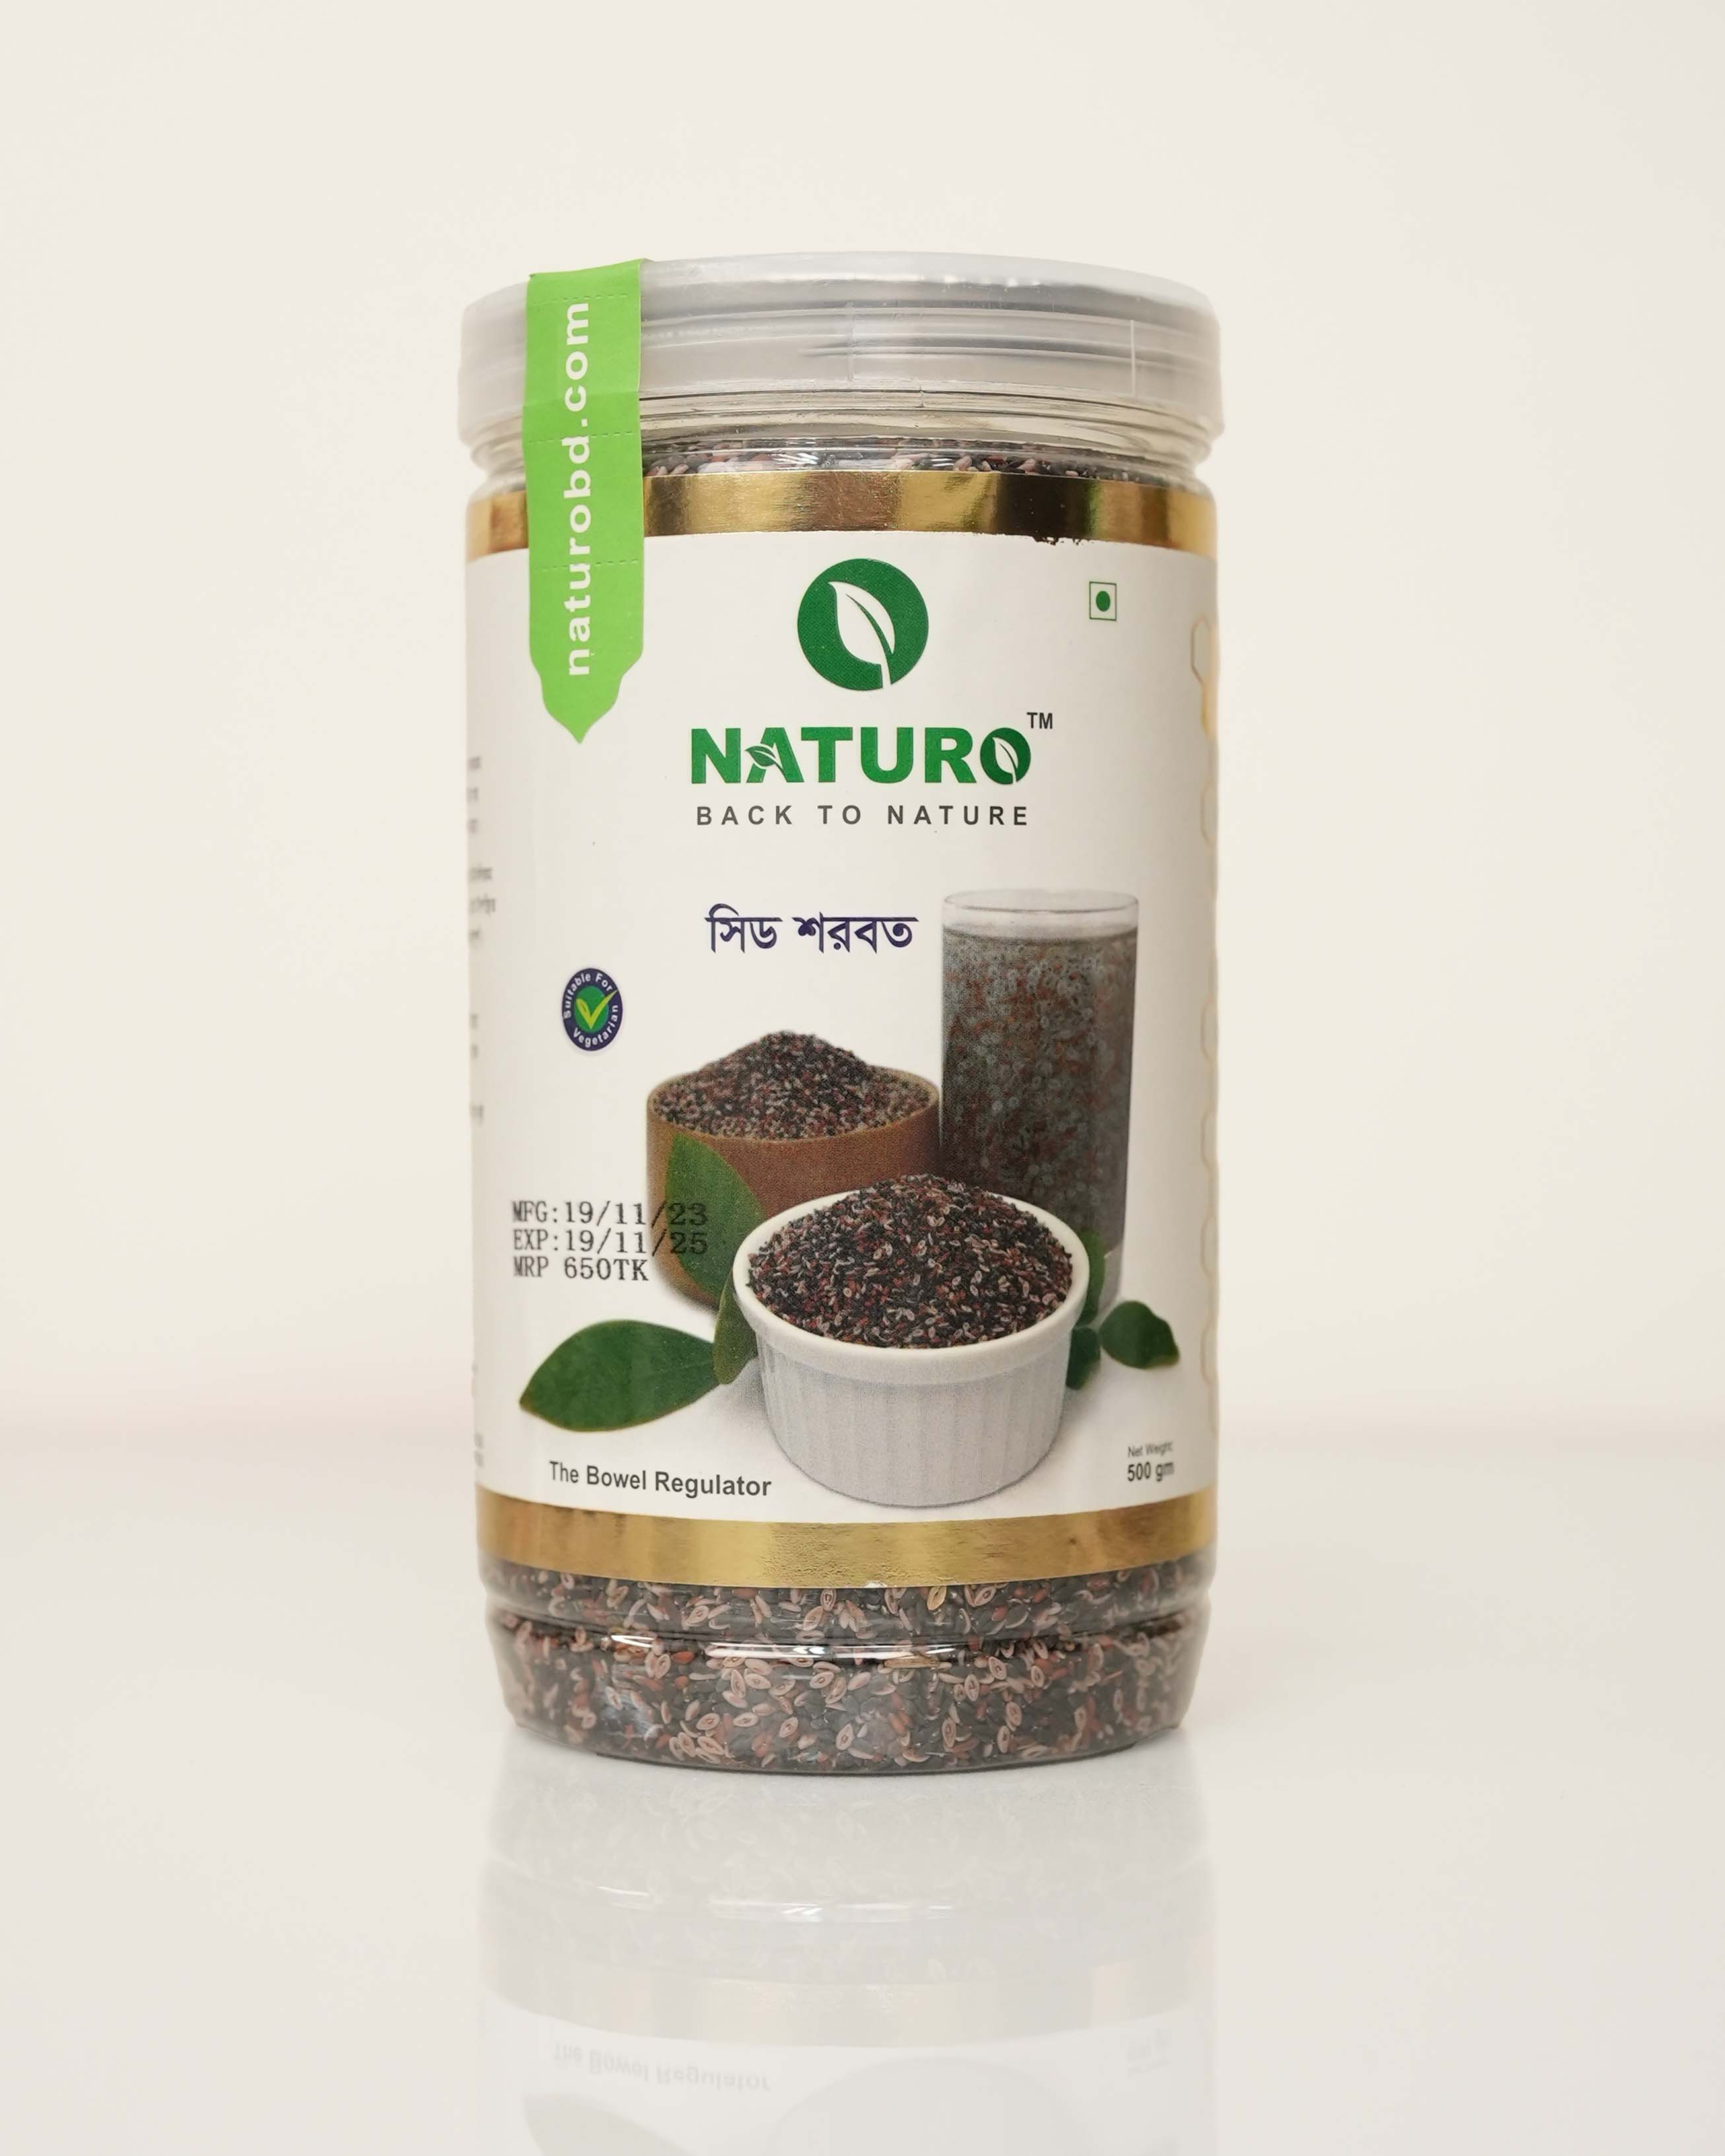 naturobd.com
NATURO™
BACK TO NATURE
সিড শরবত
Suitable For Vegetarian
MFG:19/11/23
EXP:19/11/25
MRP 650TK
The Bowel Regulator
Net Weight:
500 gm